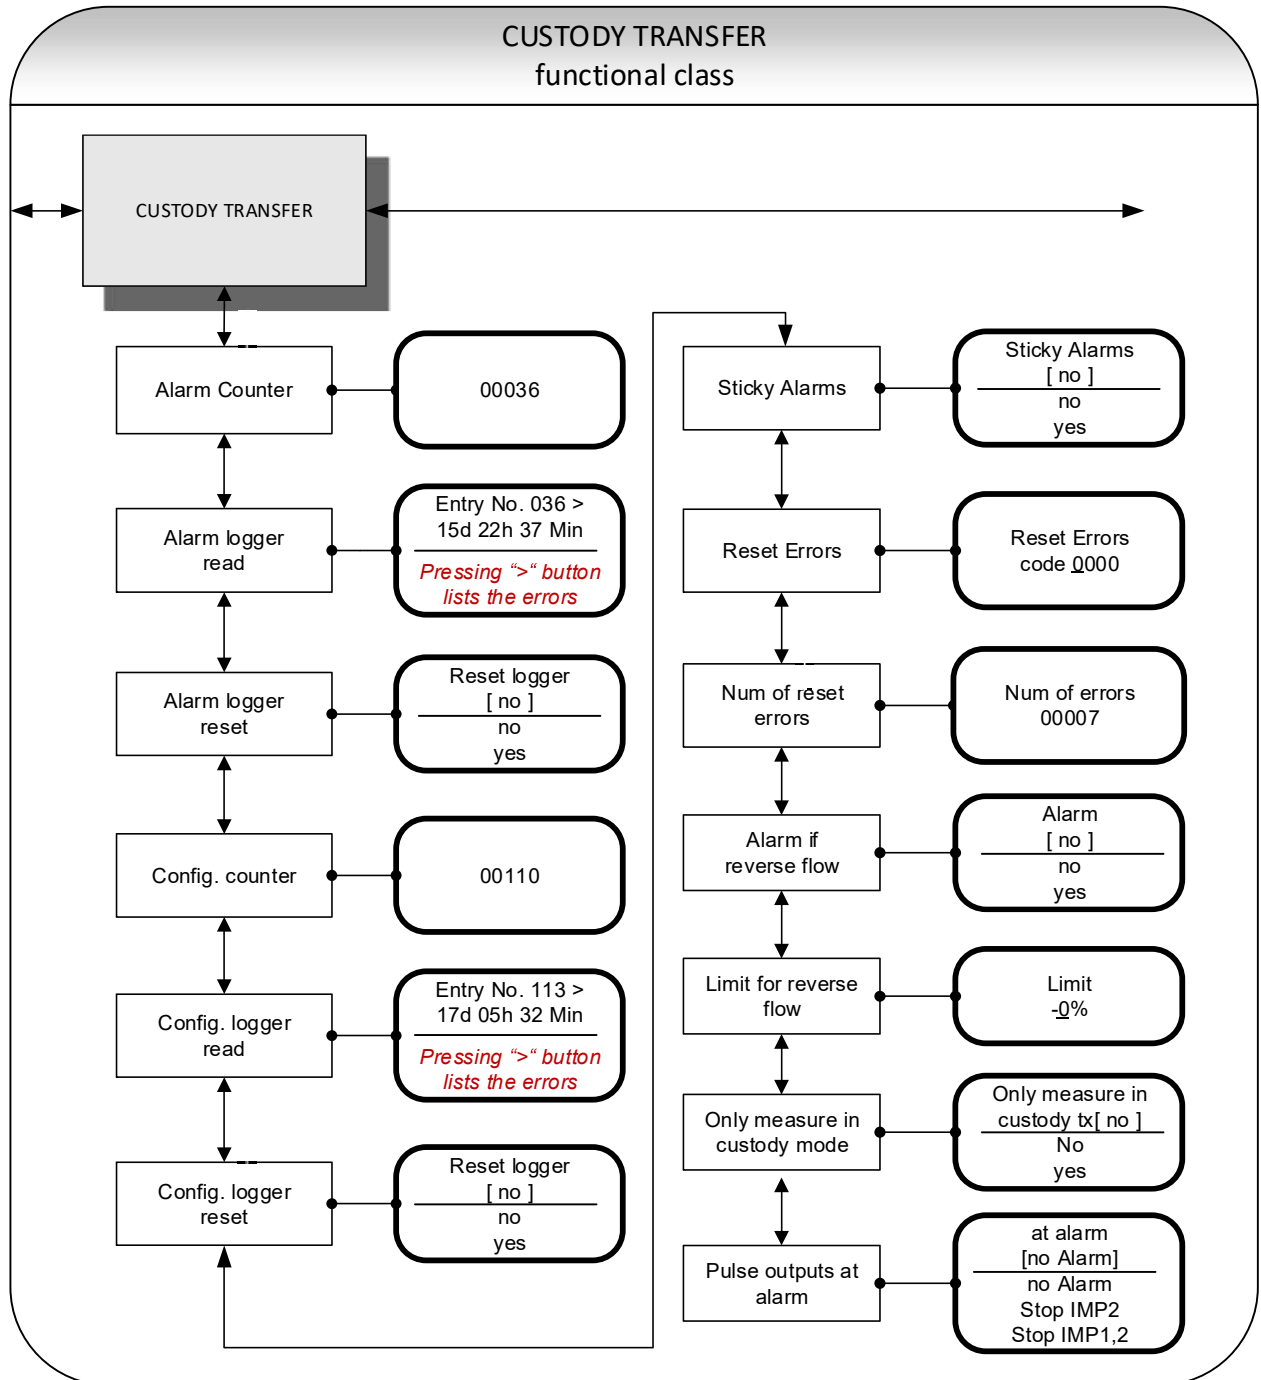 CUSTODY TRANSFER
functional class
CUSTODY TRANSFER
Alarm Counter
00036
Alarm logger
read
Entry No. 036 >
15d 22h 37 Min
Pressing “>“ button
lists the errors
Alarm logger
reset
Reset logger
[ no ]
no
yes
Config. counter
00110
Config. logger
read
Entry No. 113 >
17d 05h 32 Min
Pressing “>“ button
lists the errors
Config. logger
reset
Reset logger
[ no ]
no
yes
Sticky Alarms
Sticky Alarms
[ no ]
no
yes
Reset Errors
Reset Errors
code 0000
Num of reset
errors
Num of errors
00007
Alarm if
reverse flow
Alarm
[ no ]
no
yes
Limit for reverse
flow
Limit
-0%
Only measure in
custody mode
Only measure in
custody tx[ no ]
No
yes
Pulse outputs at
alarm
at alarm
[no Alarm]
no Alarm
Stop IMP2
Stop IMP1,2